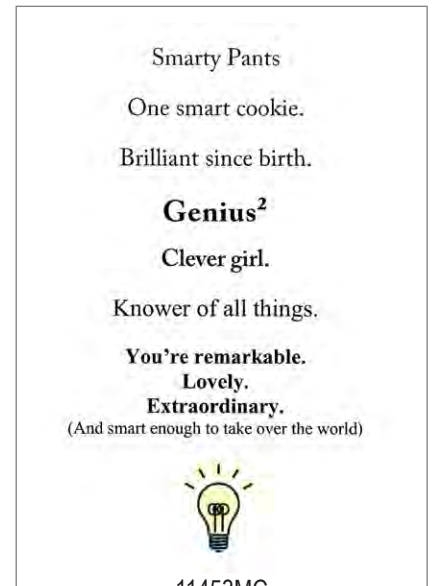 Smarty Pants
One smart cookie.
Brilliant since birth.
Genius²
Clever girl.
Knower of all things.
You're remarkable.
Lovely.
Extraordinary.
(And smart enough to take over the world)